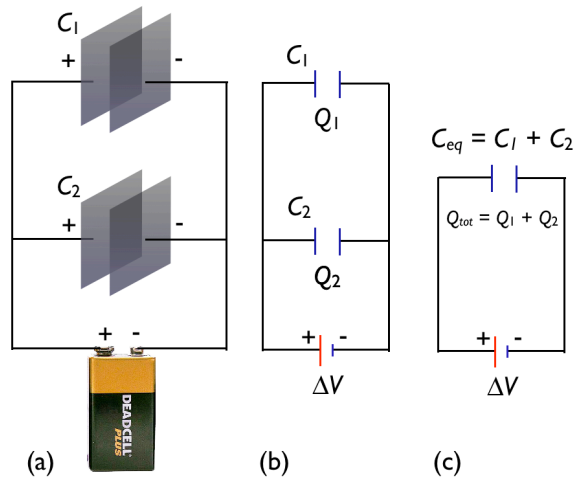 C1
+ -
C2
+ -
+ -
DEADCELL
PLUS
(a)
C1
Q1
C2
Q2
+ -
ΔV
(b)
Ceq = C1 + C2
Qtot = Q1 + Q2
+ -
ΔV
(c)